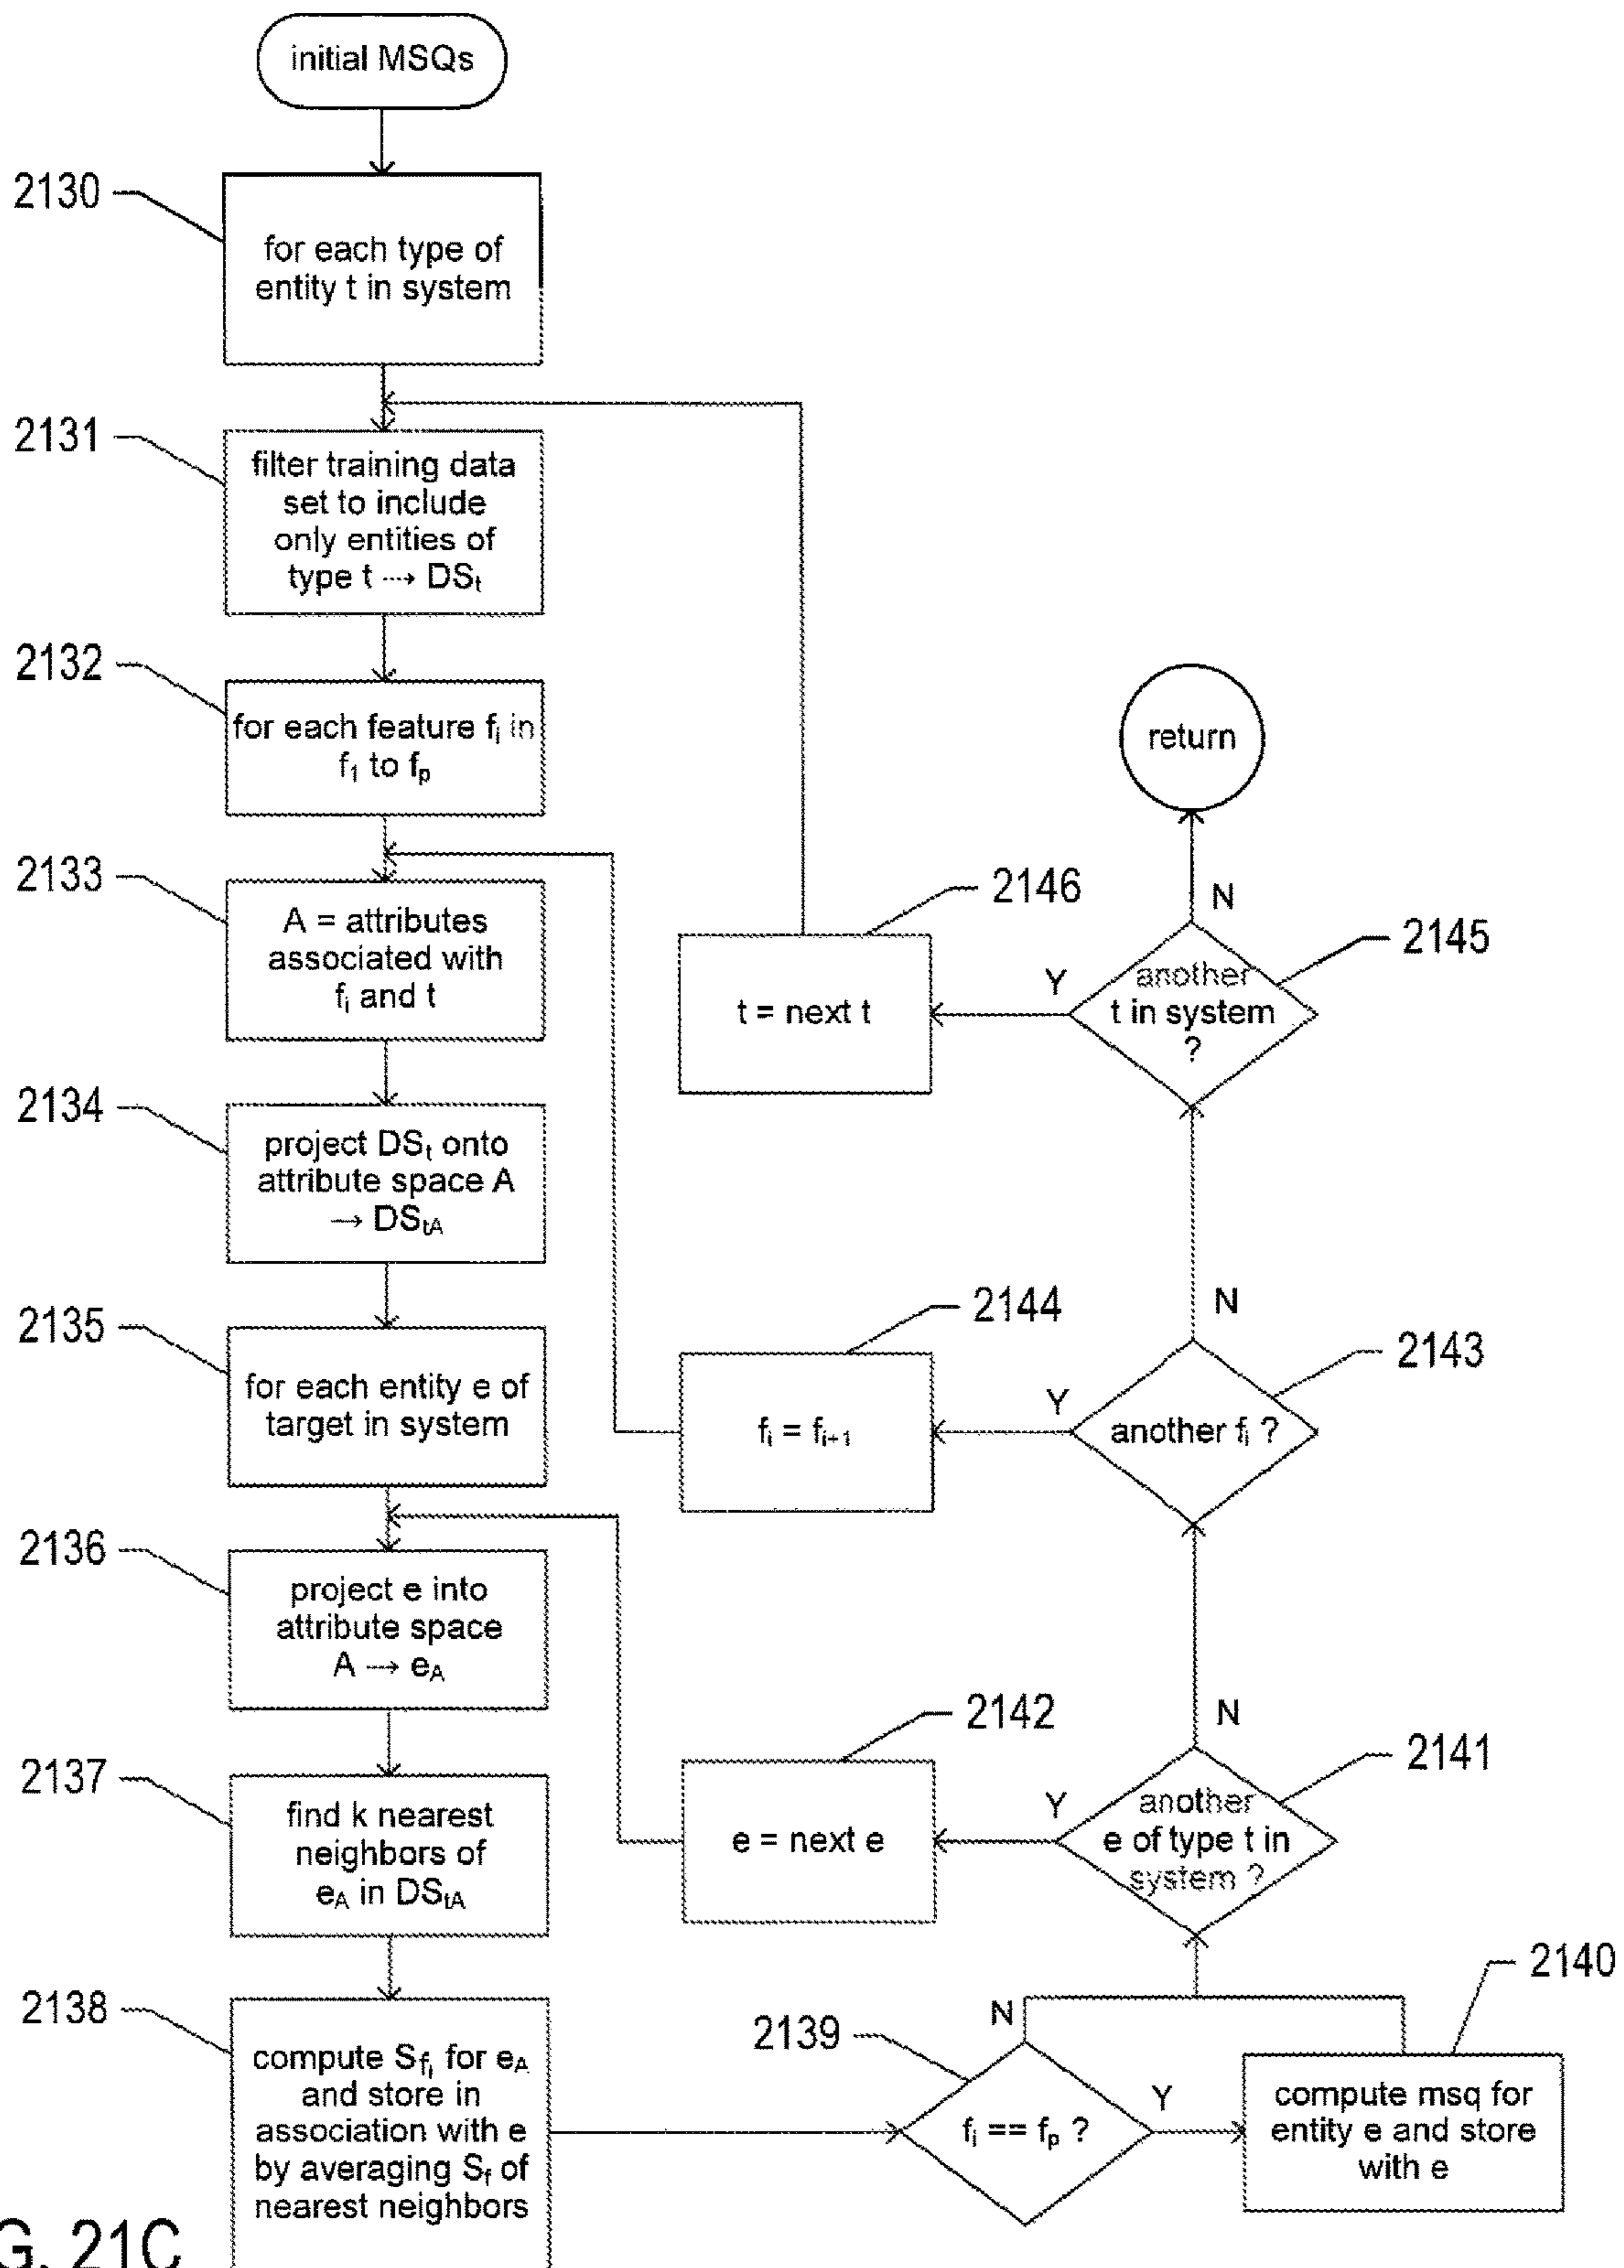 initial MSQs
2130
for each type of
entity t in system
2131
filter training data
set to include
only entities of
type t → DSt
2132
for each feature fi in
f1 to fp
2133
A = attributes
associated with
fi and t
2134
project DSt onto
attribute space A
→ DStA
2135
for each entity e of
target in system
2136
project e into
attribute space
A → eA
2137
find k nearest
neighbors of
eA in DStA
2138
compute Sfi for eA
and store in
association with e
by averaging Sf of
nearest neighbors
2139
fi == fp ?
N
Y
2140
compute msq for
entity e and store
with e
2141
another
e of type t in
system ?
Y
N
2142
e = next e
2143
another fi ?
Y
N
2144
fi = fi+1
2145
another
t in system
?
Y
N
2146
t = next t
return
G. 21C